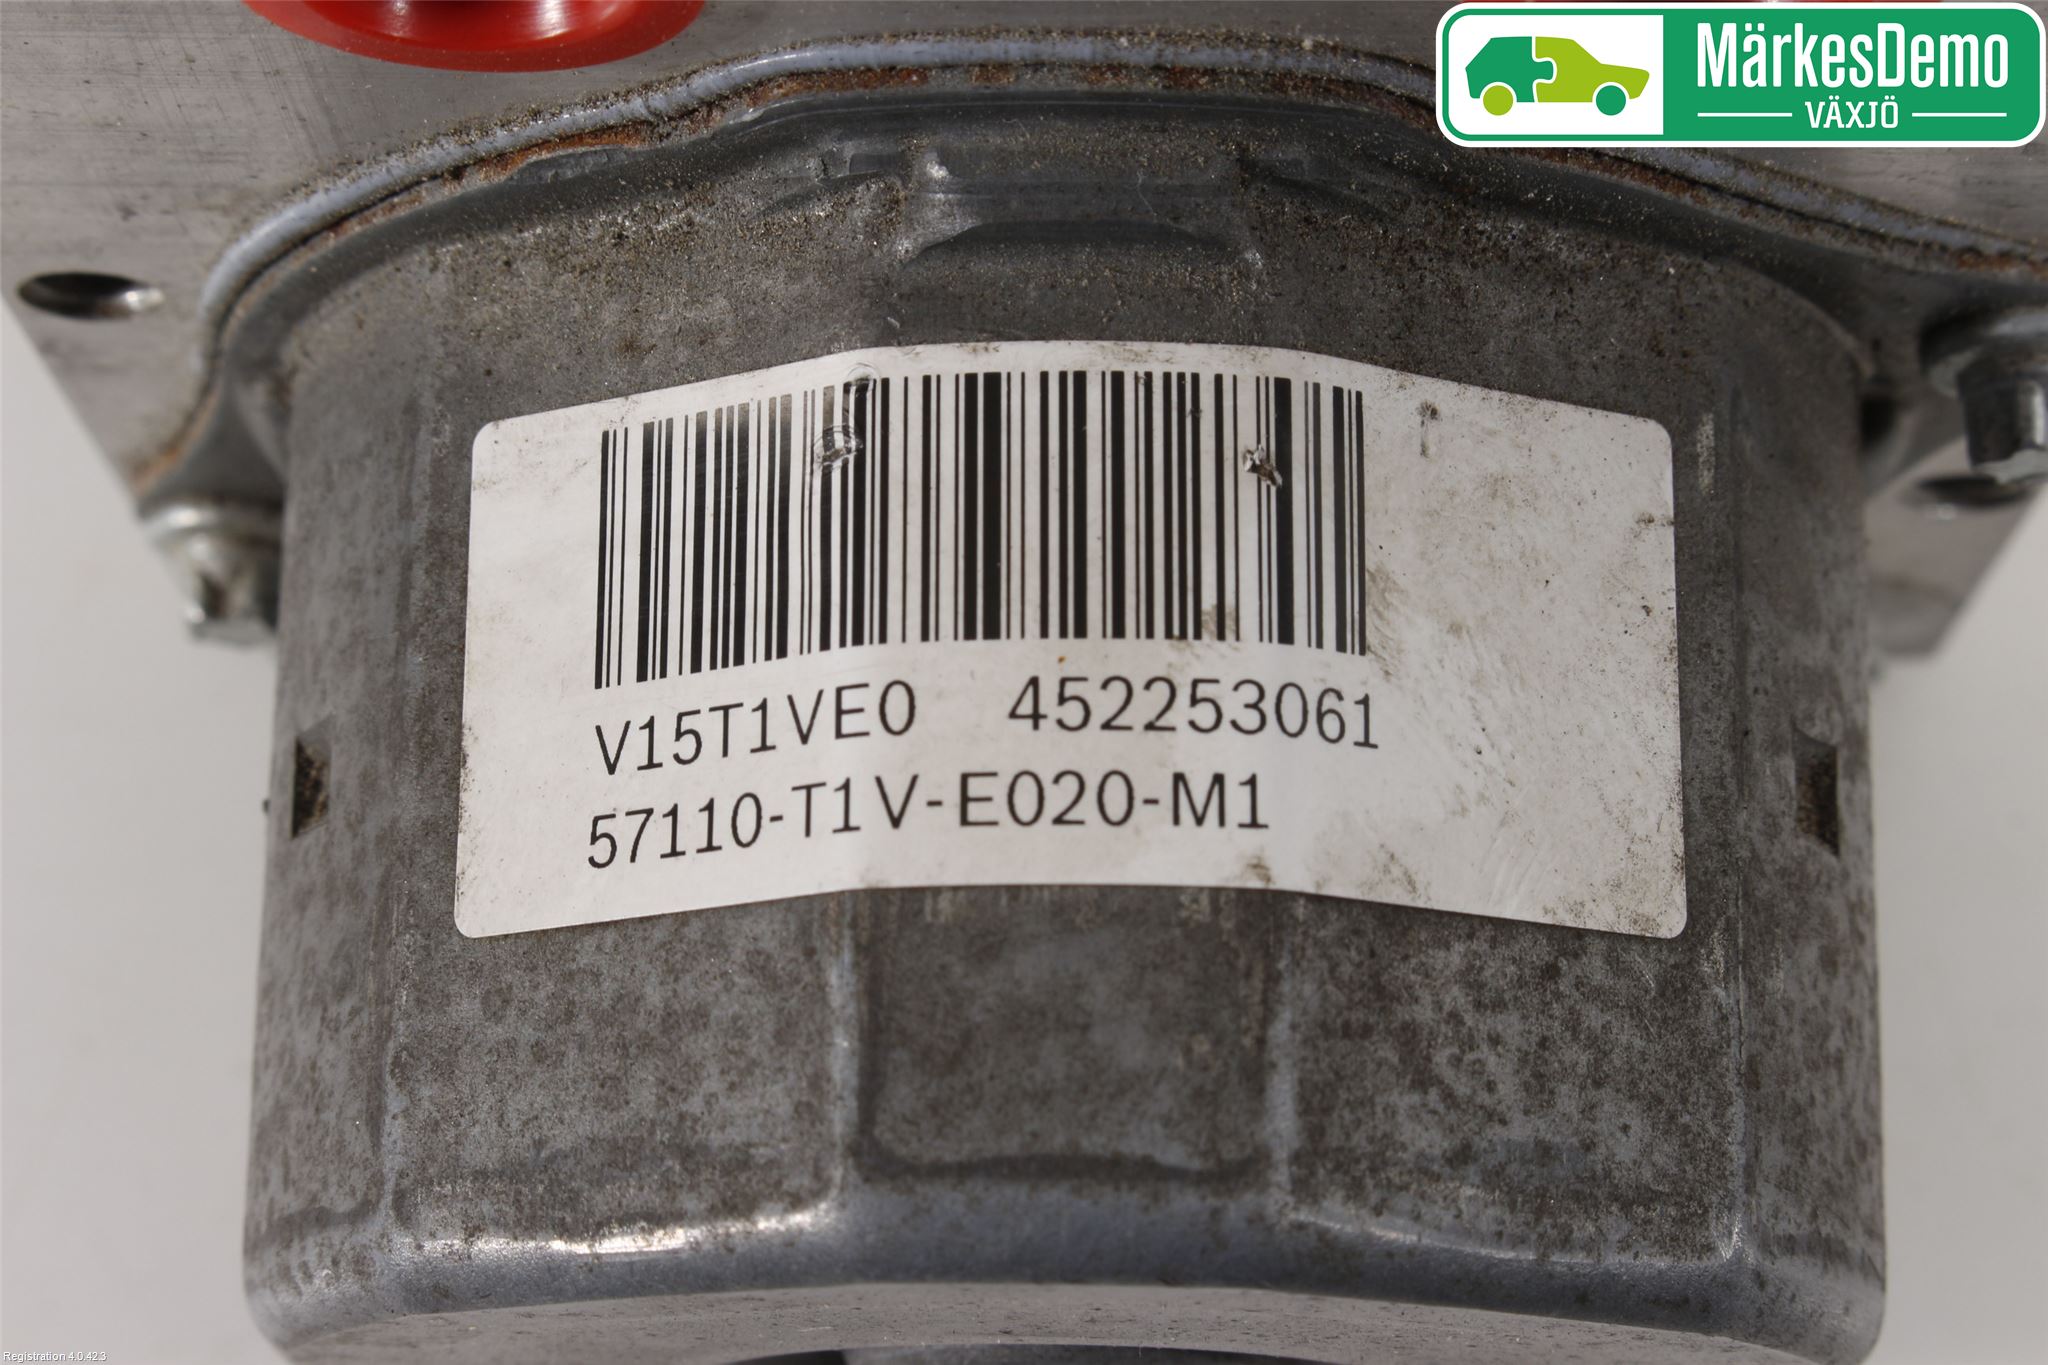 MärkesDemo
VÄXJÖ
V15T1VE0 452253061
57110-T1V-E020-M1
Registration 4.0.42.3